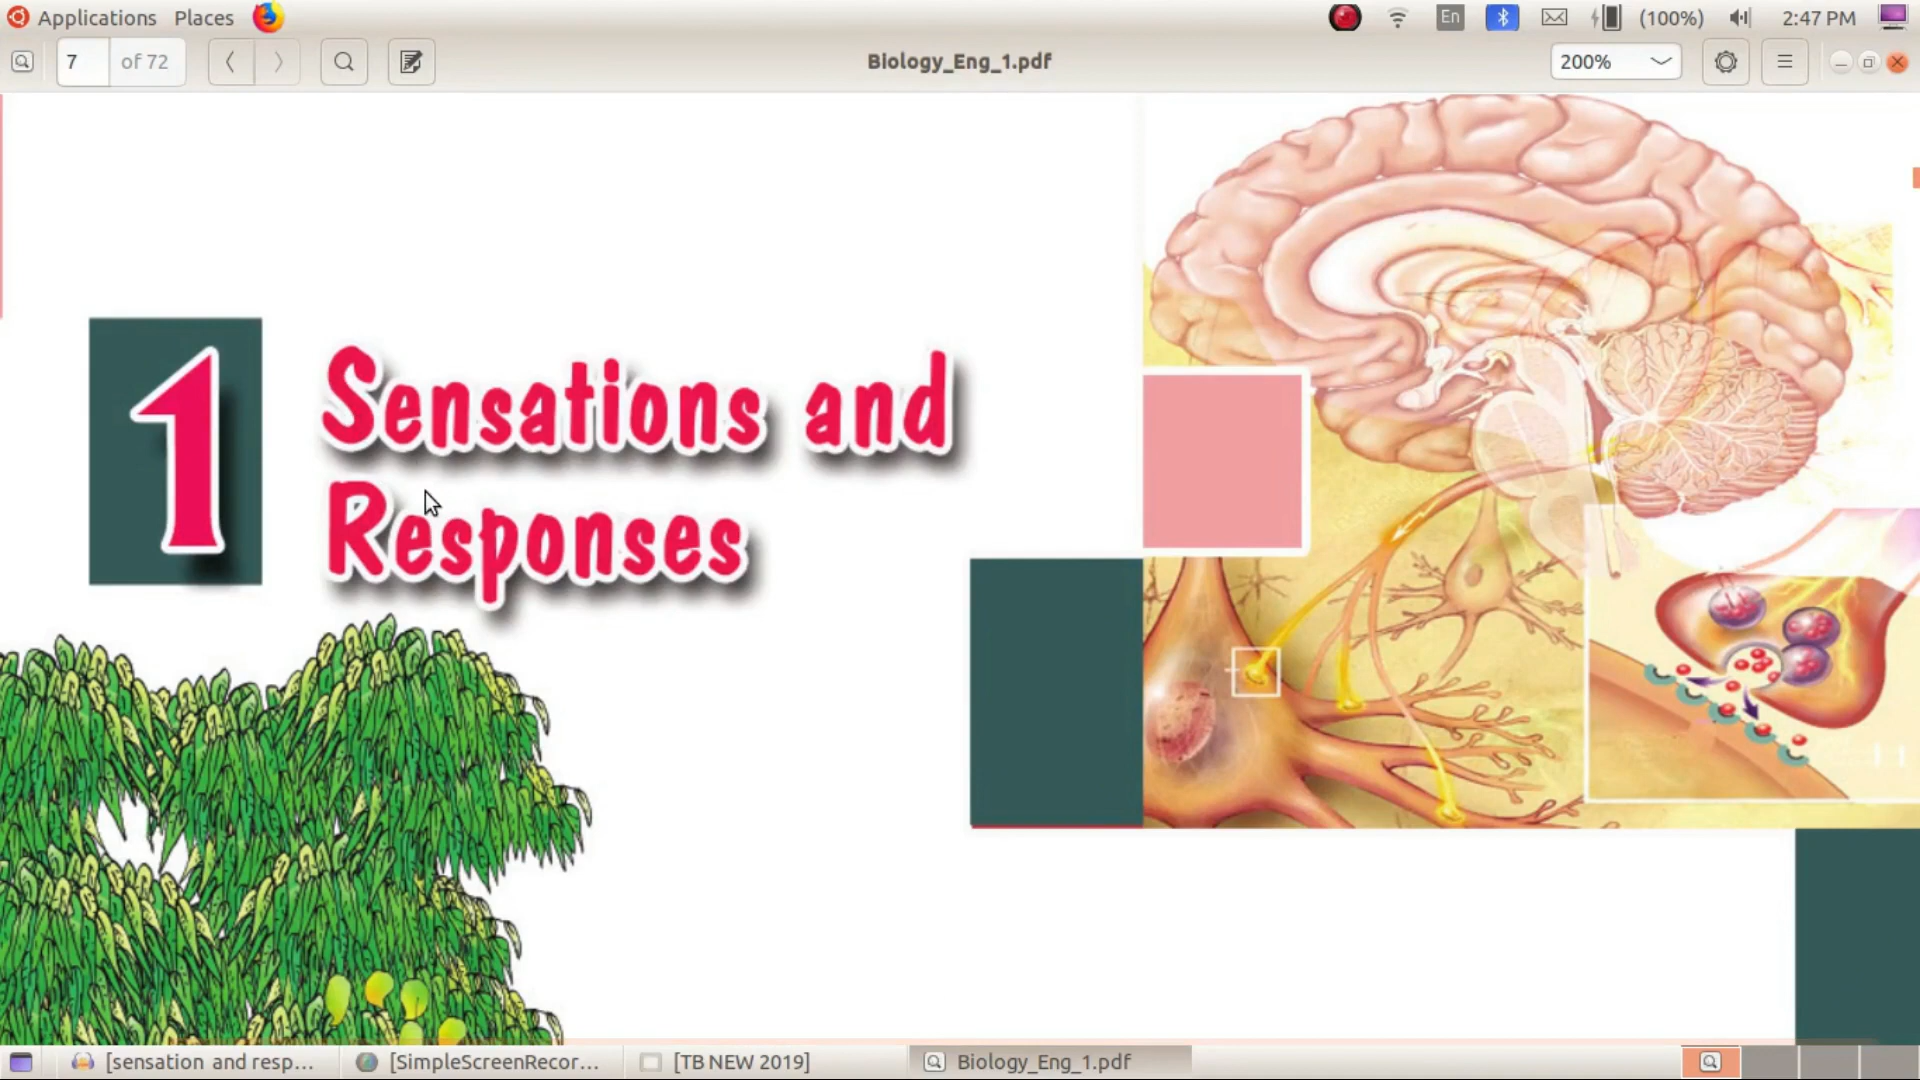 Applications Places En (100%) 2:47 PM
7 of 72 Biology_Eng_1.pdf 200%
1 Sensations and
Responses
[sensation and resp... [SimpleScreenRecor... [TB NEW 2019] Biology_Eng_1.pdf